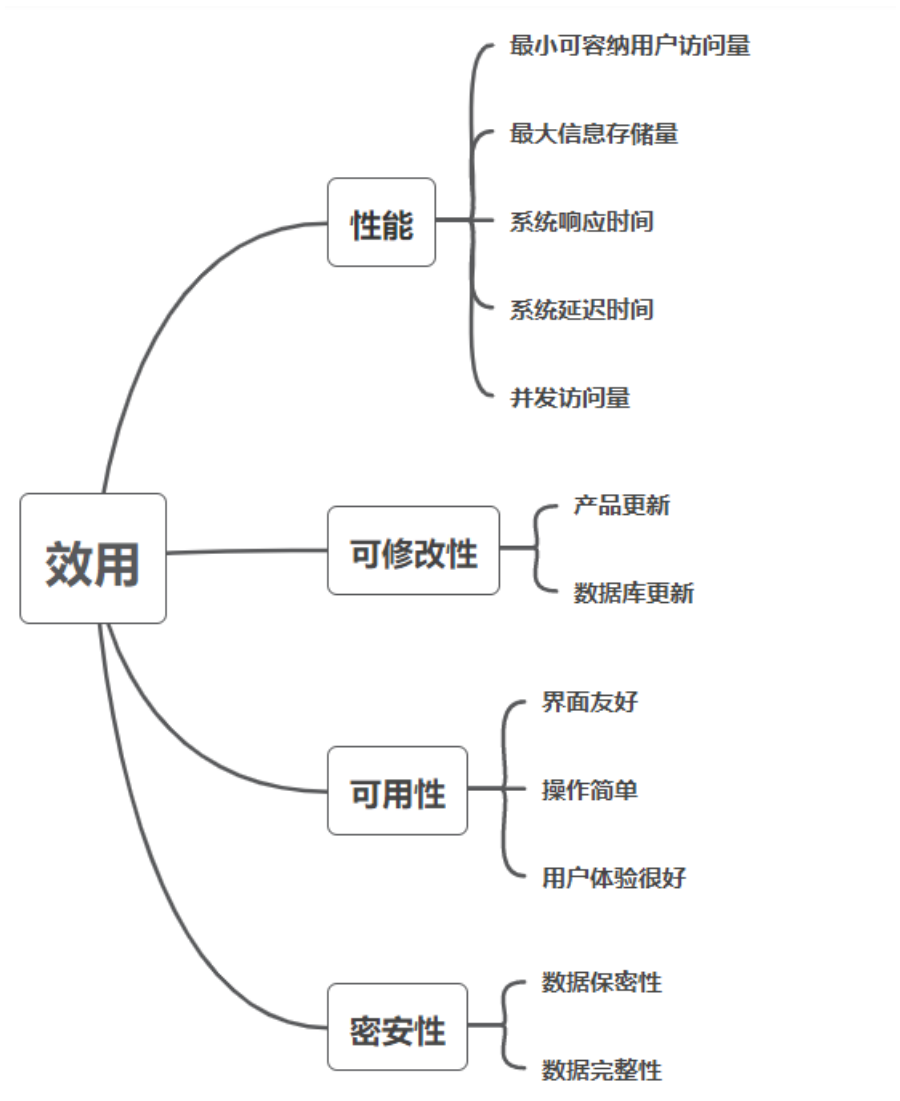 效用
性能
最小可容纳用户访问量
最大信息存储量
系统响应时间
系统延迟时间
并发访问量
可修改性
产品更新
数据库更新
可用性
界面友好
操作简单
用户体验很好
密安性
数据保密性
数据完整性